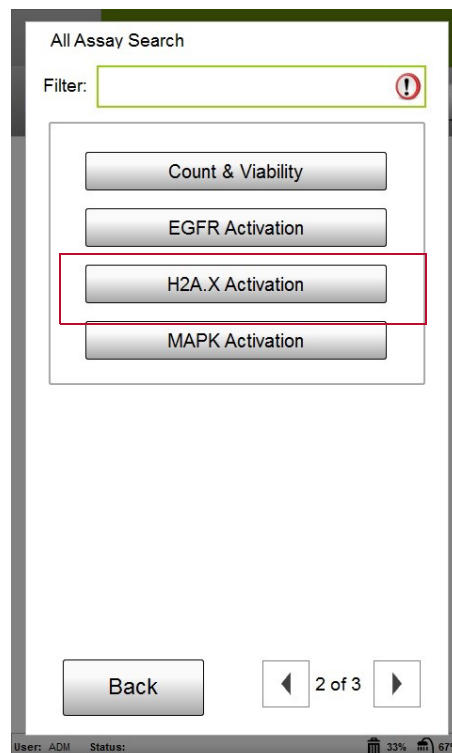 All Assay Search
Filter:
Count & Viability
EGFR Activation
H2A.X Activation
MAPK Activation
Back
2 of 3
User: ADM Status: 33% 67%